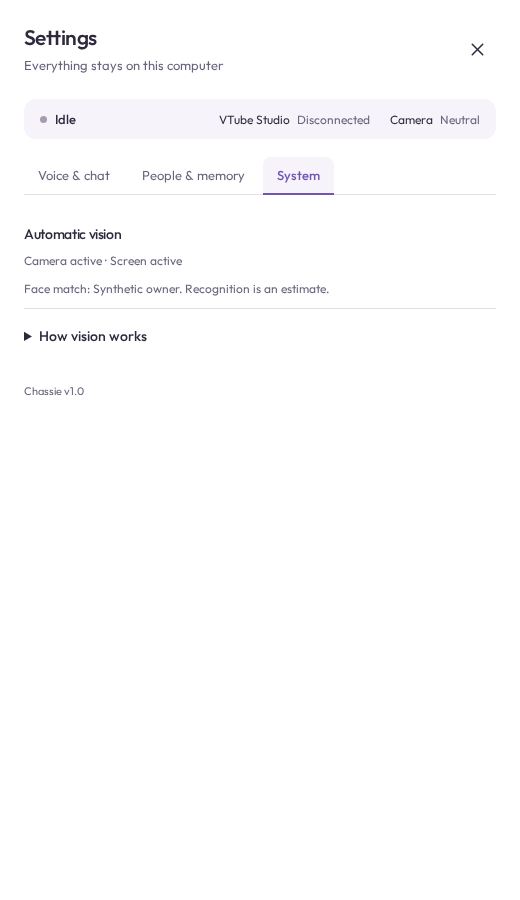 Settings
Everything stays on this computer
Idle VTube Studio Disconnected Camera Neutral
Voice & chat People & memory System
Automatic vision
Camera active · Screen active
Face match: Synthetic owner. Recognition is an estimate.
How vision works
Chassie v1.0